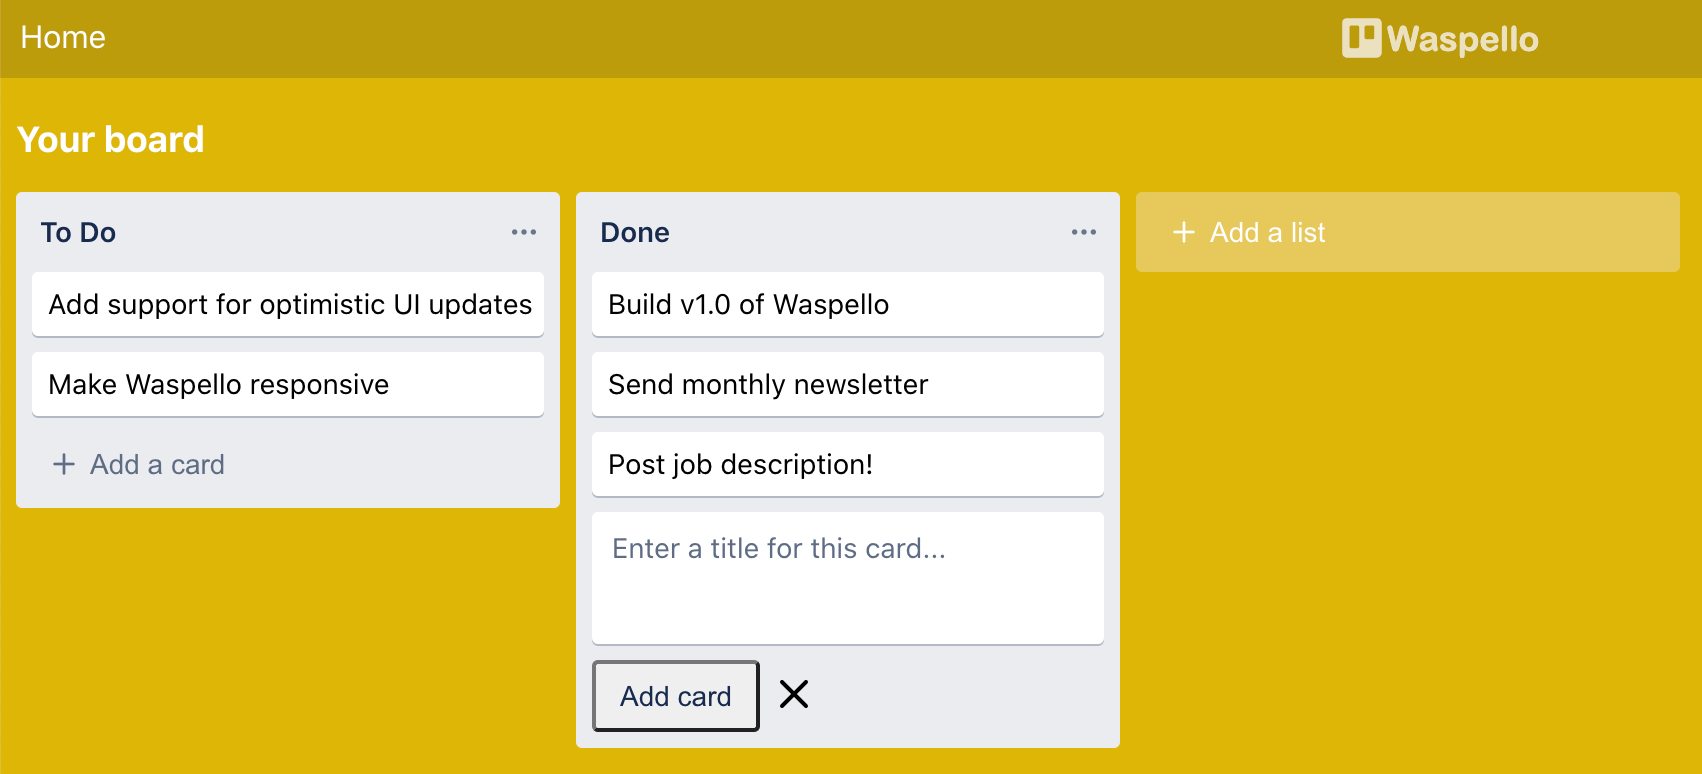 Home
Waspello
Your board
To Do
Add support for optimistic UI updates
Make Waspello responsive
Add a card
Done
Build v1.0 of Waspello
Send monthly newsletter
Post job description!
Enter a title for this card...
Add card
Add a list